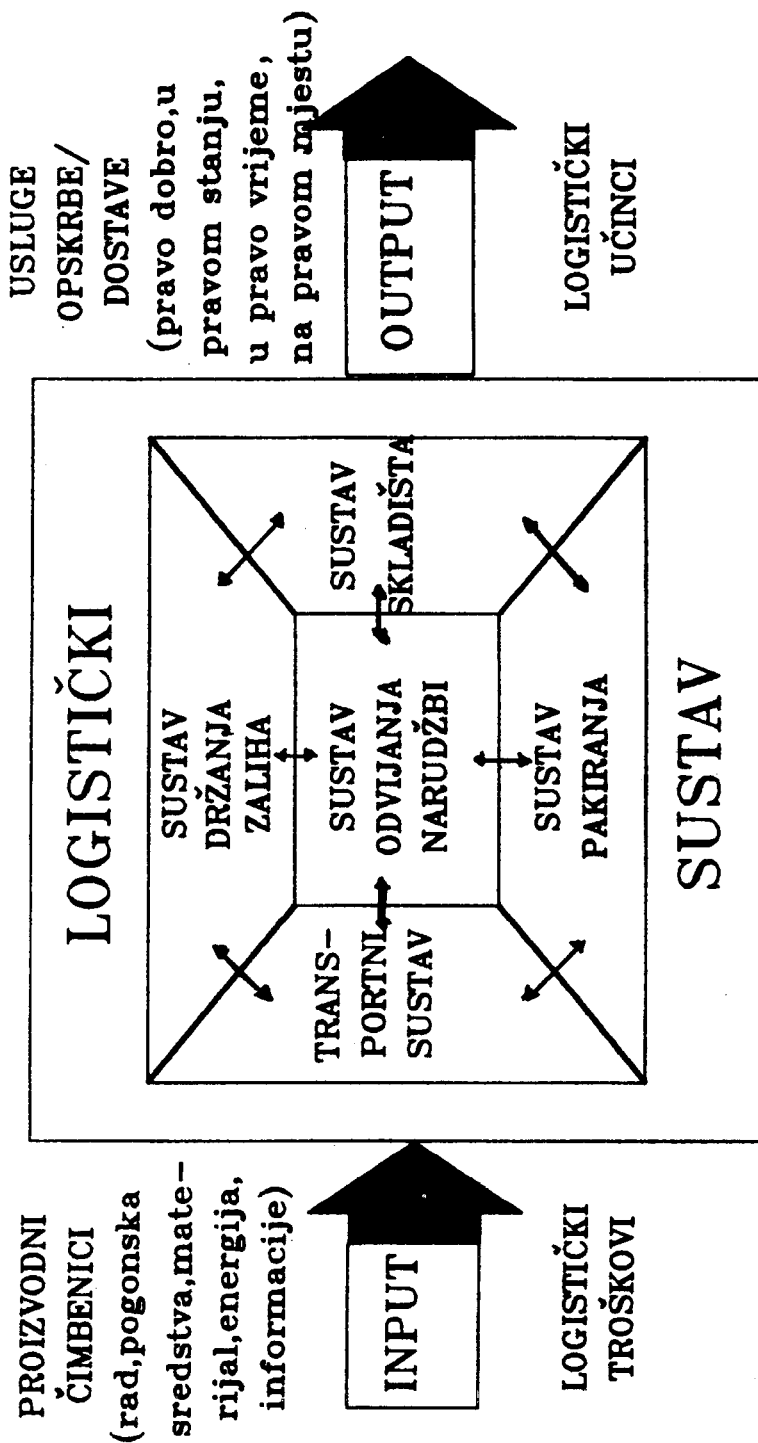 PROIZVODNI
ČIMBENICI
(rad,pogonska
sredstva,mate-
rijal,energija,
informacije)
INPUT
LOGISTIČKI
TROŠKOVI
LOGISTIČKI
SUSTAV
DRŽANJA
ZALIHA
TRANS-
PORTNI
SUSTAV
SUSTAV
ODVIJANJA
NARUDŽBI
SUSTAV
SKLADIŠTA
SUSTAV
PAKIRANJA
SUSTAV
USLUGE
OPSKRBE/
DOSTAVE
(pravo dobro,u
pravom stanju,
u pravo vrijeme,
na pravom mjestu)
OUTPUT
LOGISTIČKI
UČINCI